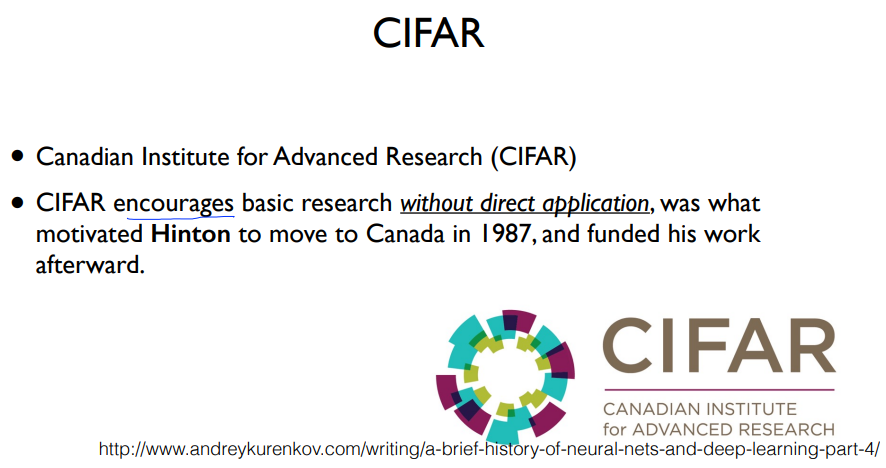 CIFAR
• Canadian Institute for Advanced Research (CIFAR)
• CIFAR encourages basic research without direct application, was what
motivated Hinton to move to Canada in 1987, and funded his work
afterward.
CIFAR
CANADIAN INSTITUTE
for ADVANCED RESEARCH
http://www.andreykurenkov.com/writing/a-brief-history-of-neural-nets-and-deep-learning-part-4/